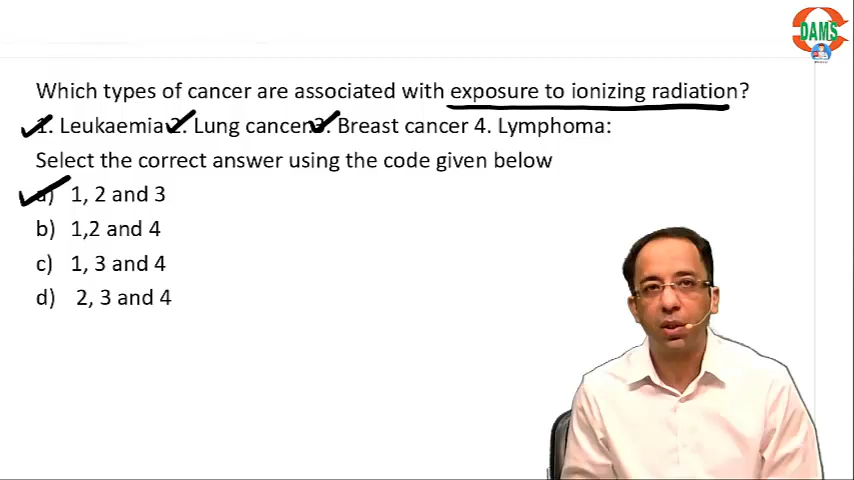 DAMS
Which types of cancer are associated with exposure to ionizing radiation?
1. Leukaemia 2. Lung cancer 3. Breast cancer 4. Lymphoma:
Select the correct answer using the code given below
a) 1, 2 and 3
b) 1,2 and 4
c) 1, 3 and 4
d) 2, 3 and 4